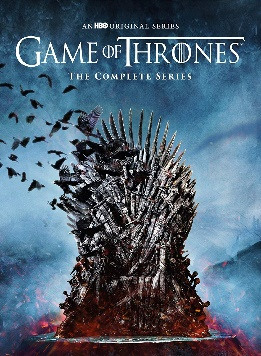 AN HBO ORIGINAL SERIES
GAME OF THRONES
THE COMPLETE SERIES